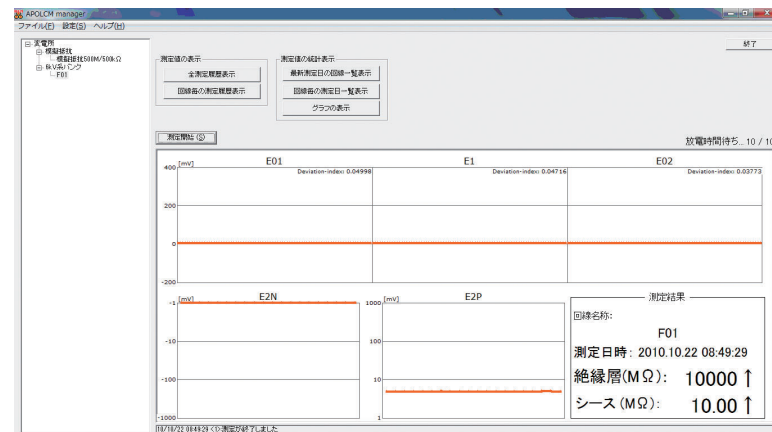 APOLCM manager
ファイル(F) 設定(S) ヘルプ(H)
終了
変電所
模擬抵抗
模擬抵抗500M/500kΩ
6kV系バンク
F01
測定値の表示
全測定履歴表示
回線毎の測定履歴表示
測定値の統計表示
最新測定日の回線一覧表示
回線毎の測定日一覧表示
グラフの表示
測定開始(S)
放電時間待ち... 10 / 10
[mV]
E01
E1
E02
Deviation-index: 0.04998
Deviation-index: 0.04716
Deviation-index: 0.03773
400
200
0
-200
[mV]
E2N
-1
-10
-100
-1000
[mV]
E2P
1000
100
10
1
測定結果
回線名称:
F01
測定日時: 2010.10.22 08:49:29
絶縁層(MΩ): 10000↑
シース(MΩ): 10.00↑
[10/10/22 08:49:29 <1>測定が終了しました